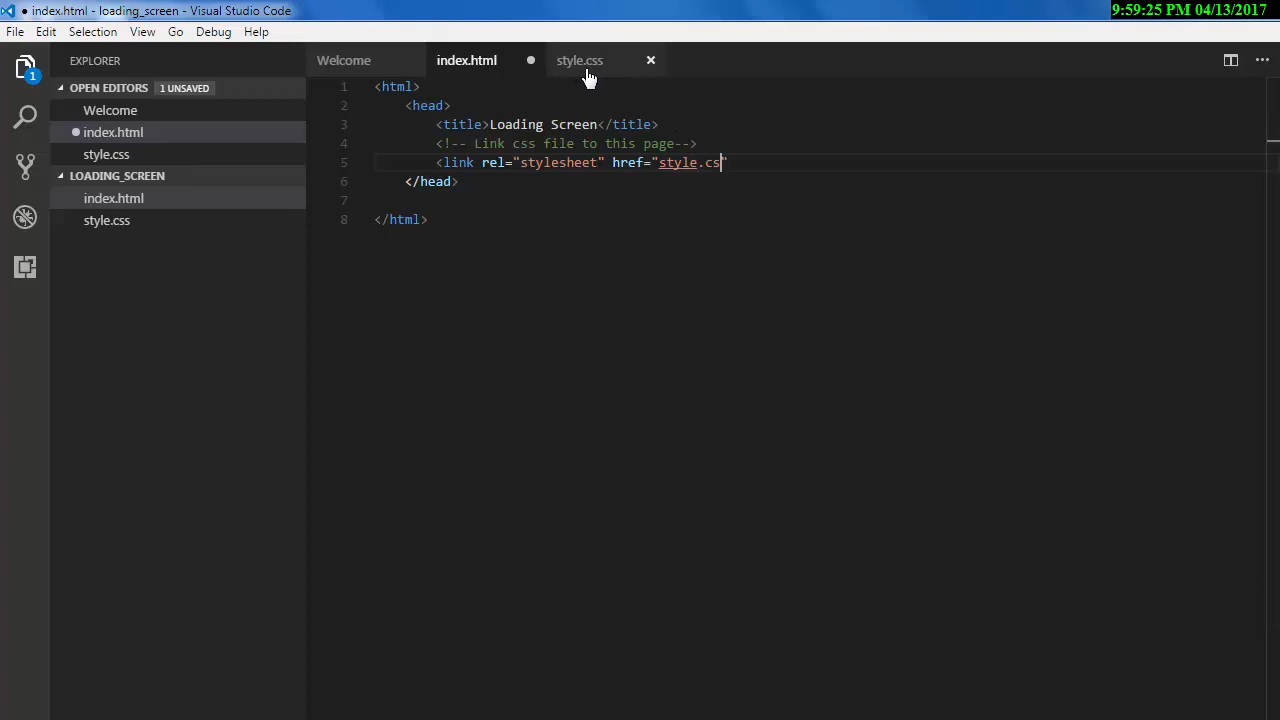 index.html - loading_screen - Visual Studio Code
9:59:25 PM 04/13/2017
File Edit Selection View Go Debug Help
EXPLORER
Welcome index.html style.css
1
OPEN EDITORS 1 UNSAVED
Welcome
index.html
style.css
LOADING_SCREEN
index.html
style.css
1 <html>
2 <head>
3 <title>Loading Screen</title>
4 <!-- Link css file to this page-->
5 <link rel="stylesheet" href="style.cs"
6 </head>
7
8 </html>